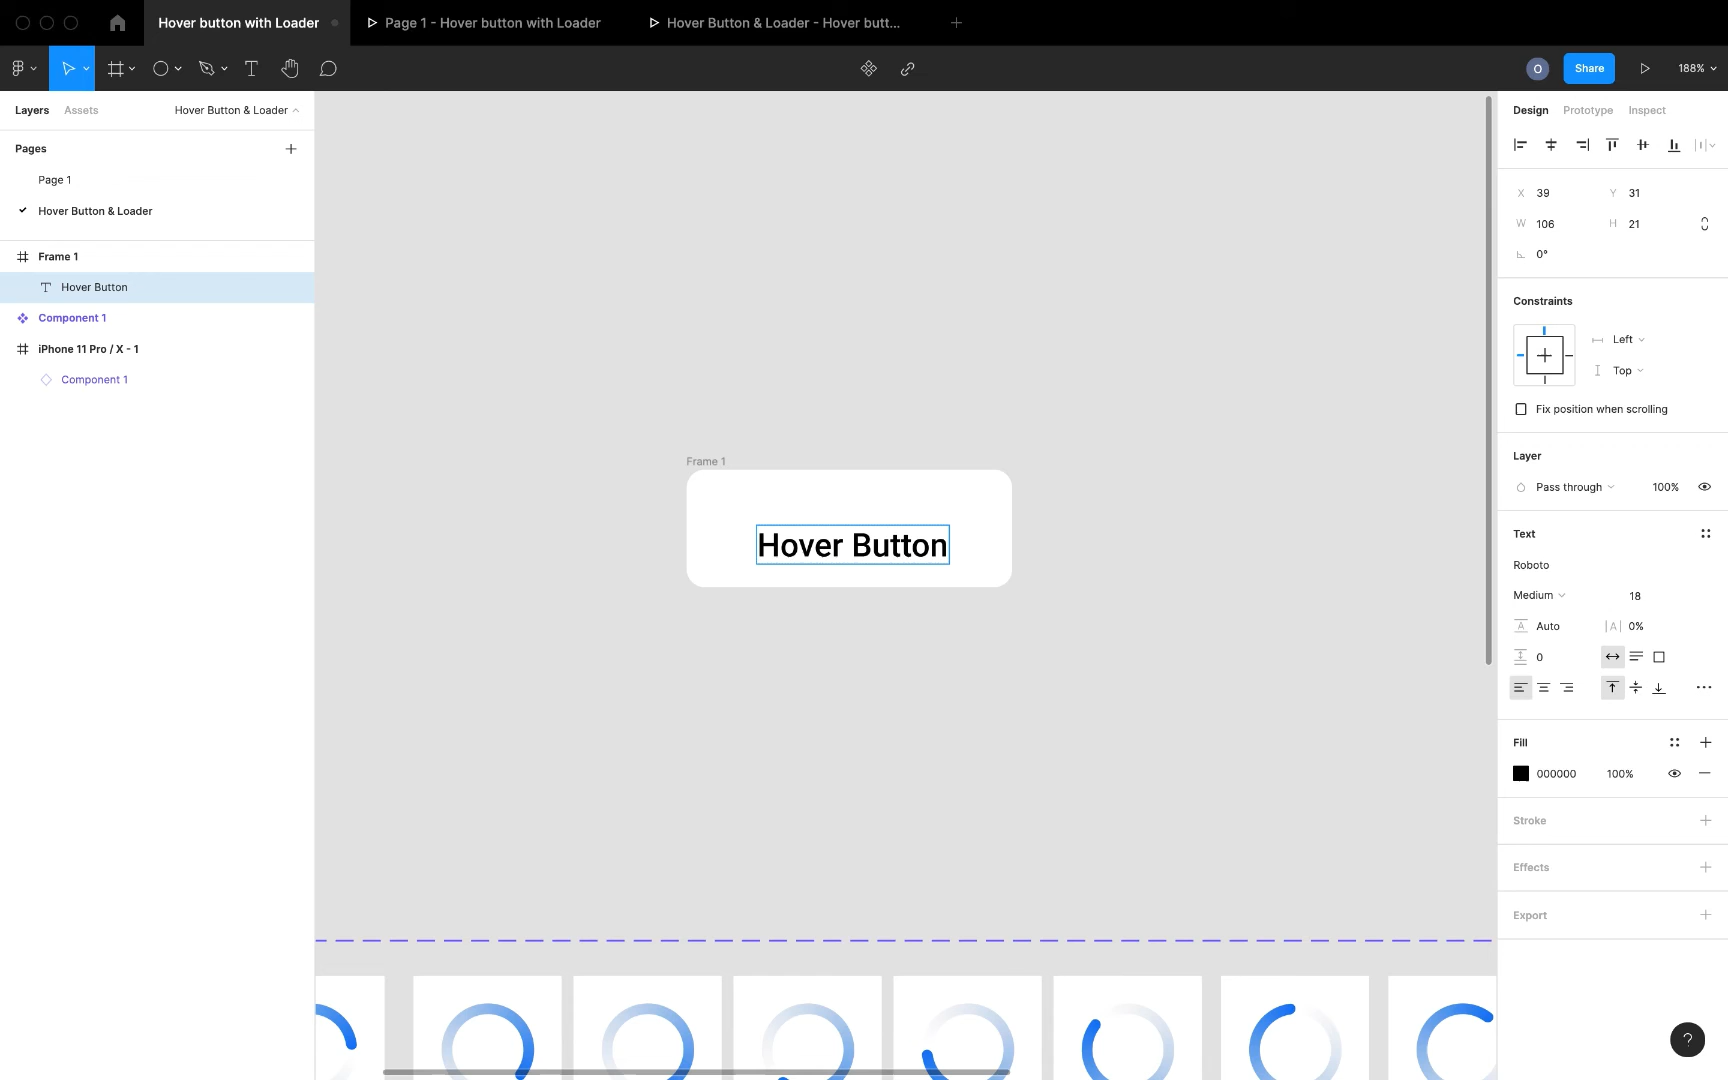 Hover button with Loader
Page 1 - Hover button with Loader
Hover Button & Loader - Hover butt...
O
Share
188%
Layers
Assets
Hover Button & Loader
Design
Prototype
Inspect
Pages
Page 1
Hover Button & Loader
X 39
Y 31
W 106
H 21
0°
Frame 1
Hover Button
Component 1
iPhone 11 Pro / X - 1
Component 1
Constraints
Left
Top
Fix position when scrolling
Layer
Pass through
100%
Frame 1
Hover Button
Text
Roboto
Medium
18
A Auto
A 0%
0
Fill
000000
100%
Stroke
Effects
Export
?